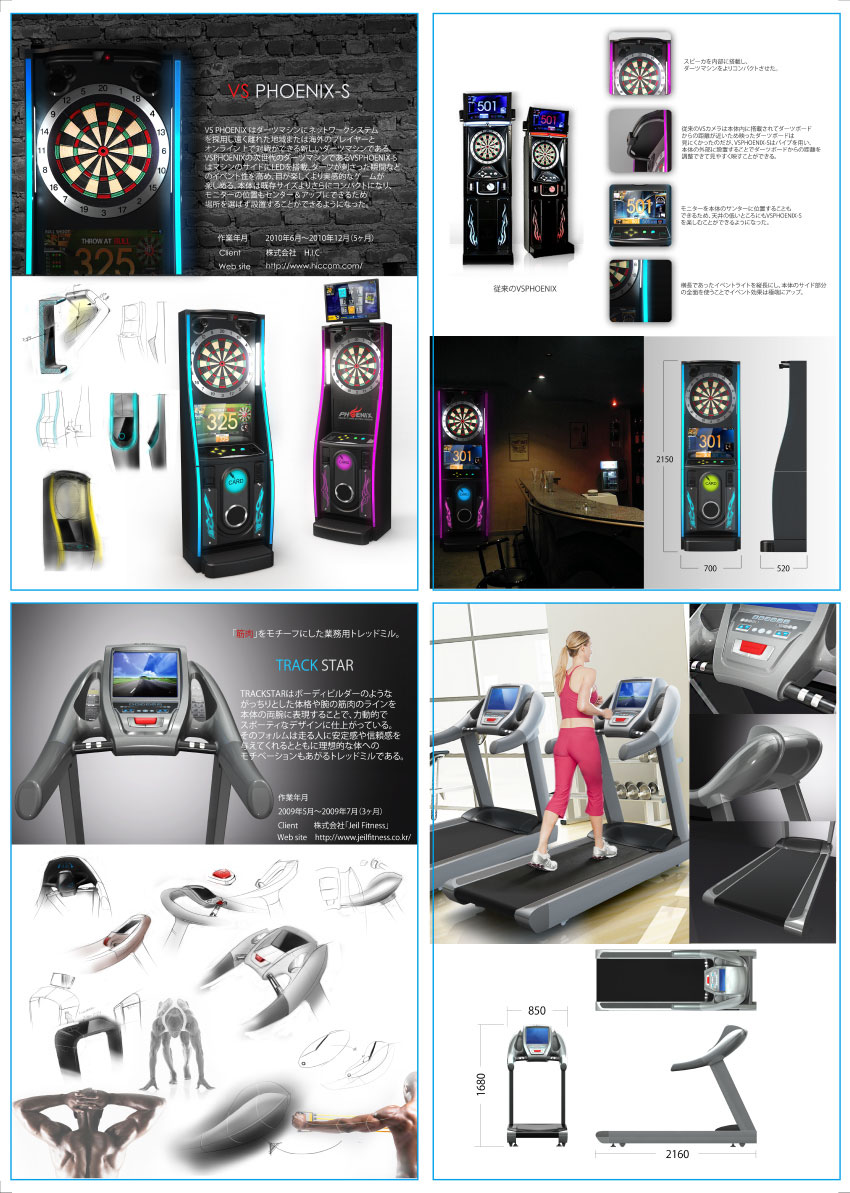 VS PHOENIX-S
VS PHOENIX はダーツマシンにネットワークシステム
を採用し遠く離れた地域または海外のプレイヤーと
オンライン上で対戦ができる新しいダーツマシンである。
VSPHOENIXの次世代のダーツマシンであるVSPHOENIX-S
はマシンのサイドにLEDを搭載、ダーツが刺さった瞬間など
のイベント性を高め、目が楽しくより実感的なゲームが
楽しめる。本体は既存サイズよりさらにコンパクトになり、
モニターの位置もセンター＆アップにできるため
場所を選ばず設置することができるようになった。
作業年月 2010年6月〜2010年12月(5ヶ月)
Client 株式会社 H.I.C
Web site http://www.hiccom.com/
THROW AT BULL
325
325
PHOENIX
CARD
スピーカを内部に搭載し、
ダーツマシンをよりコンパクトさせた。
従来のVSカメラは本体内に搭載されてダーツボード
からの距離が近いため映ったダーツボードは
見にくかったのだが、VSPHOENIX-Sはパイプを用い、
本体の外部に設置することでダーツボードからの距離を
調整できて見やすく映すことができる。
モニターを本体のサンターに位置することも
できるため、天井の低いところにもVSPHOENIX-S
を楽しむことができるようになった。
横長であったイベントライトを縦長にし、本体のサイド部分
の全面を使うことでイベント効果は極端にアップ。
501
501
501
従来のVSPHOENIX
301
301
2150
700
520
「筋肉」をモチーフにした業務用トレッドミル。
TRACK STAR
TRACKSTARはボーディビルダーのような
がっちりとした体格や腕の筋肉のラインを
本体の両腕に表現することで、力動的で
スポーティなデザインに仕上がっている。
そのフォルムは走る人に安定感や信頼感を
与えてくれるとともに理想的な体への
モチベーションもあがるトレッドミルである。
作業年月
2009年5月〜2009年7月(3ヶ月)
Client 株式会社「Jeil Fitness」
Web site http://www.jeilfitness.co.kr/
850
1680
2160